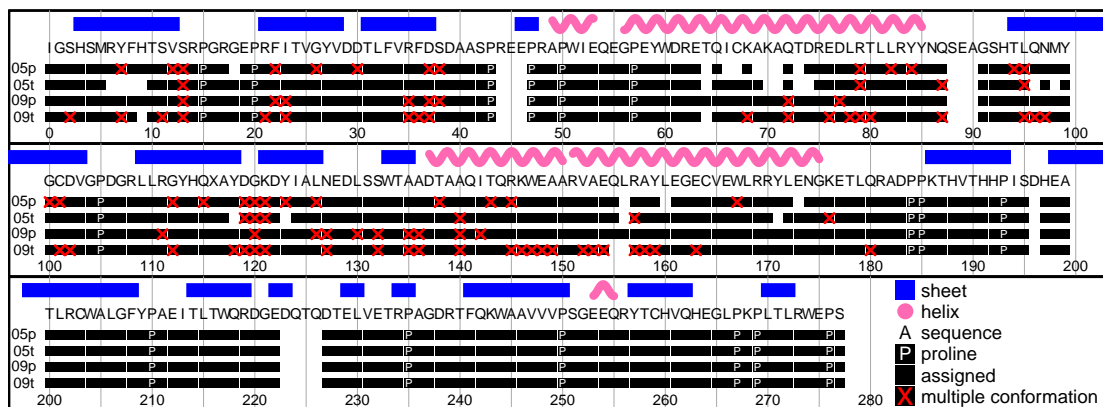 IGSHSMRYFHTSVSRPGRGEPRFITVGYVDDTLFVRFDSDAASPREEPRAPWIEQEGPEYWDRETQICKAKAQTDREDLRTLLRYYNQSEAGSHTLQNMY
05p P P P P P P
05t P P P P P P
09p P P P P P P
09t P P P P P P
0 10 20 30 40 50 60 70 80 90 100
GCDVGPDGRLLRGYHQXAYDGKDYIALNEDLSSWTAADTAAQITQRKWEAARVAEQLRAYLEGECVEWLRRYLENGKETLQRADPPKTHVTHHPISDHEA
05p P P P P
05t P P P P
09p P P P P
09t P P P P
100 110 120 130 140 150 160 170 180 190 200
TLRCWALGFYPAEITLTWQRDGEDQTQDTELVETRPAGDRTFQKWAAVVVPSGEEQRYTCHVQHEGLPKPLTLRWEPS
05p P P P P P P
05t P P P P P P
09p P P P P P P
09t P P P P P P
200 210 220 230 240 250 260 270 280
sheet
helix
A sequence
P proline
assigned
X multiple conformation